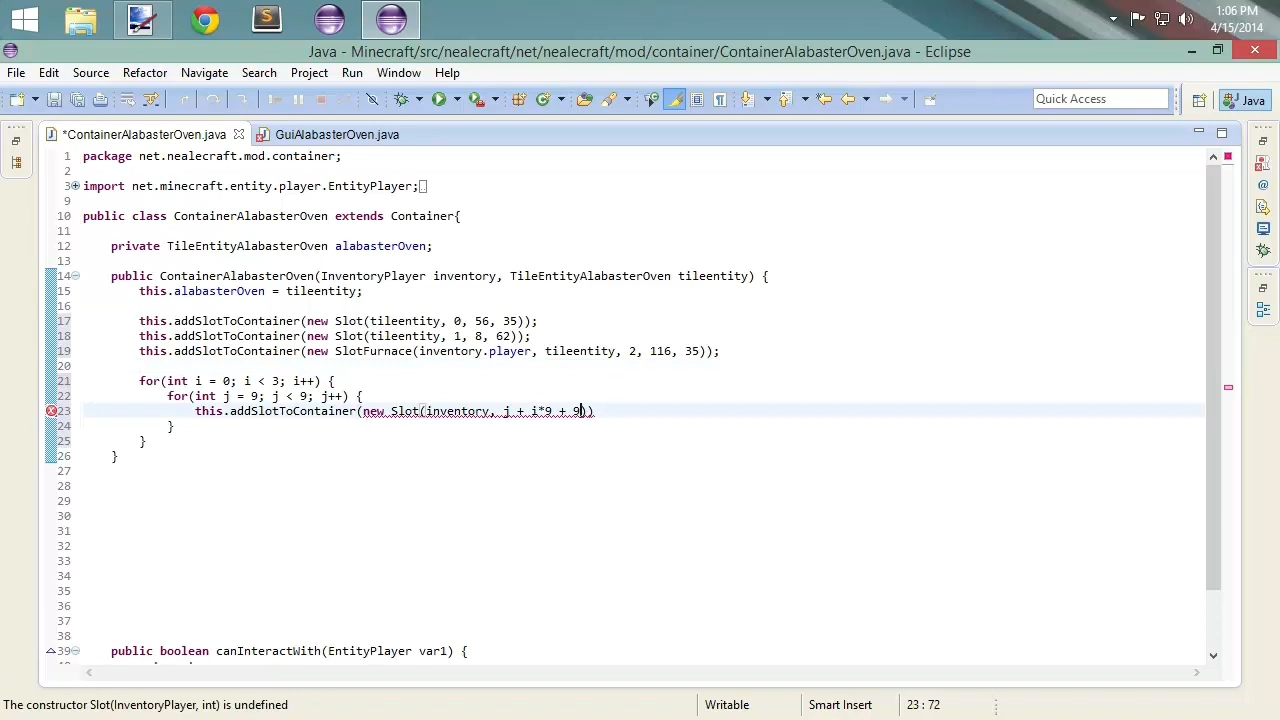 1:06 PM
4/15/2014
Java - Minecraft/src/nealecraft/net/nealecraft/mod/container/ContainerAlabasterOven.java - Eclipse
File Edit Source Refactor Navigate Search Project Run Window Help
Quick Access Java
*ContainerAlabasterOven.java GuiAlabasterOven.java
1 package net.nealecraft.mod.container;
2
3 import net.minecraft.entity.player.EntityPlayer;
9
10 public class ContainerAlabasterOven extends Container{
11
12 private TileEntityAlabasterOven alabasterOven;
13
14 public ContainerAlabasterOven(InventoryPlayer inventory, TileEntityAlabasterOven tileentity) {
15 this.alabasterOven = tileentity;
16
17 this.addSlotToContainer(new Slot(tileentity, 0, 56, 35));
18 this.addSlotToContainer(new Slot(tileentity, 1, 8, 62));
19 this.addSlotToContainer(new SlotFurnace(inventory.player, tileentity, 2, 116, 35));
20
21 for(int i = 0; i < 3; i++) {
22 for(int j = 9; j < 9; j++) {
23 this.addSlotToContainer(new Slot(inventory, j + i*9 + 9))
24 }
25 }
26 }
27
28
29
30
31
32
33
34
35
36
37
38
39 public boolean canInteractWith(EntityPlayer var1) {
The constructor Slot(InventoryPlayer, int) is undefined Writable Smart Insert 23 : 72